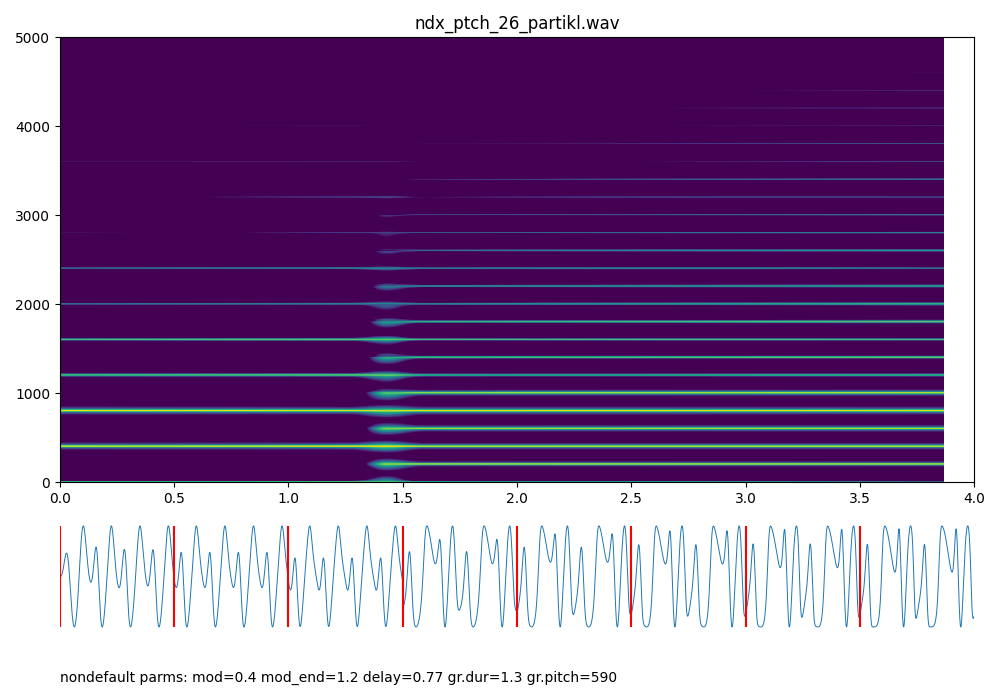 ndx_ptch_26_partikl.wav
5000
4000
3000
2000
1000
0
0.0 0.5 1.0 1.5 2.0 2.5 3.0 3.5 4.0
nondefault parms: mod=0.4 mod_end=1.2 delay=0.77 gr.dur=1.3 gr.pitch=590